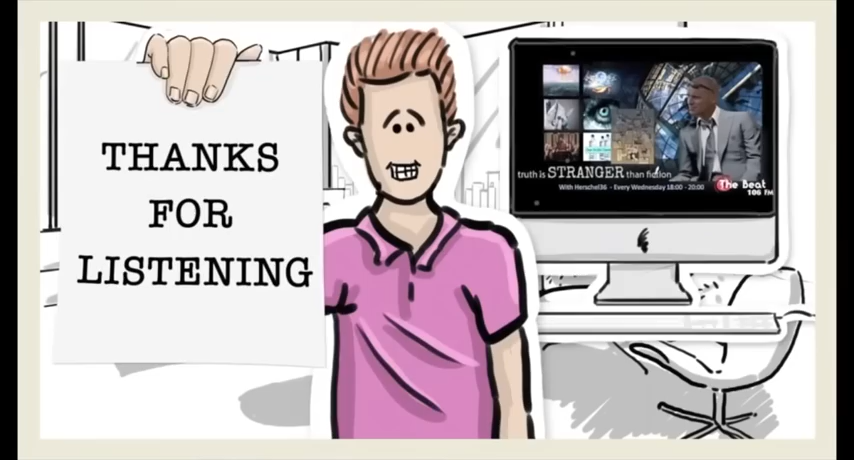 THANKS
FOR
LISTENING
truth is STRANGER than fiction
With Herschel36 - Every Wednesday 18:00 - 20:00
The Beat
106 FM